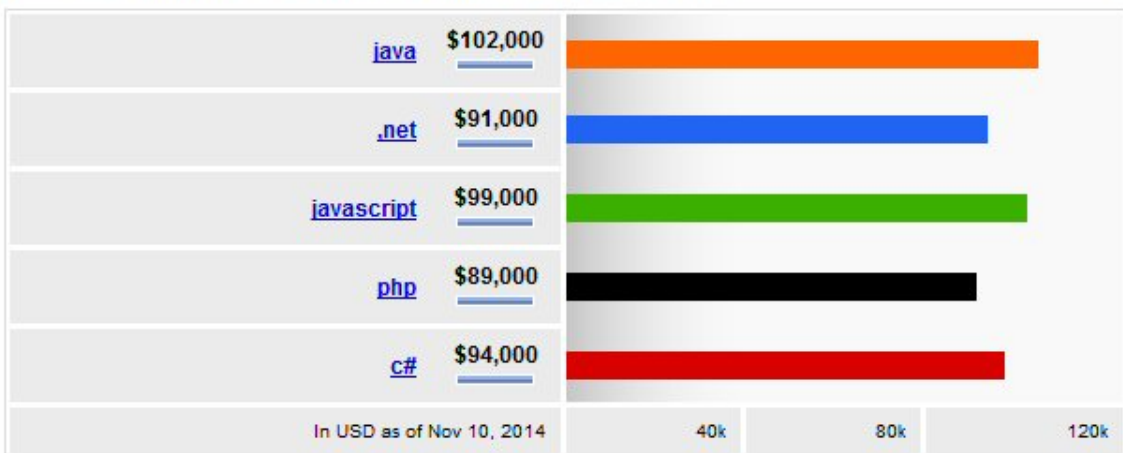 java $102,000
.net $91,000
javascript $99,000
php $89,000
c# $94,000
In USD as of Nov 10, 2014 40k 80k 120k